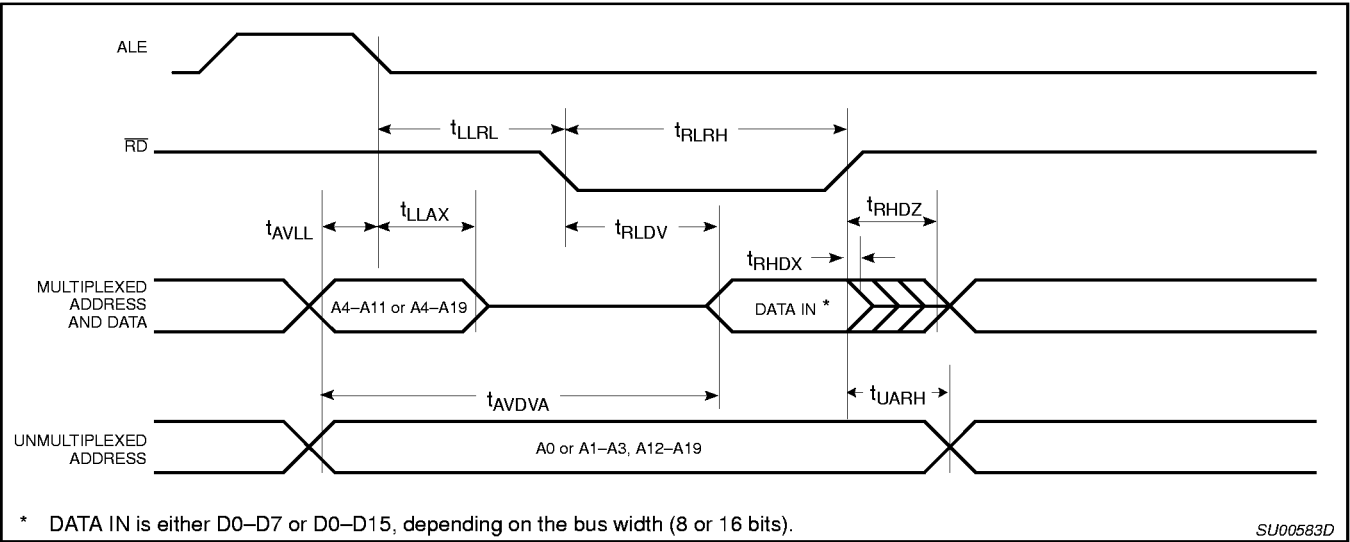 ALE
RD
tLLRL
tRLRH
tAVLL
tLLAX
tRLDV
tRHDZ
tRHDX
MULTIPLEXED
ADDRESS
AND DATA
A4–A11 or A4–A19
DATA IN *
tAVDVA
tUARH
UNMULTIPLEXED
ADDRESS
A0 or A1–A3, A12–A19
* DATA IN is either D0–D7 or D0–D15, depending on the bus width (8 or 16 bits).
SU00583D